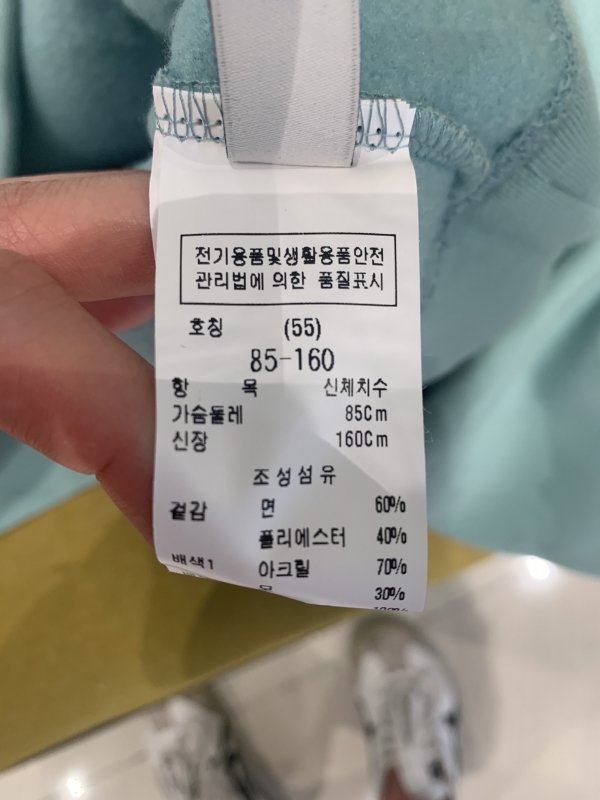 전기용품및생활용품안전
관리법에 의한 품질표시
호칭 (55)
85-160
항 목 신체치수
가슴둘레 85Cm
신장 160Cm
조성섬유
겉감 면 60%
폴리에스터 40%
배색1 아크릴 70%
30%